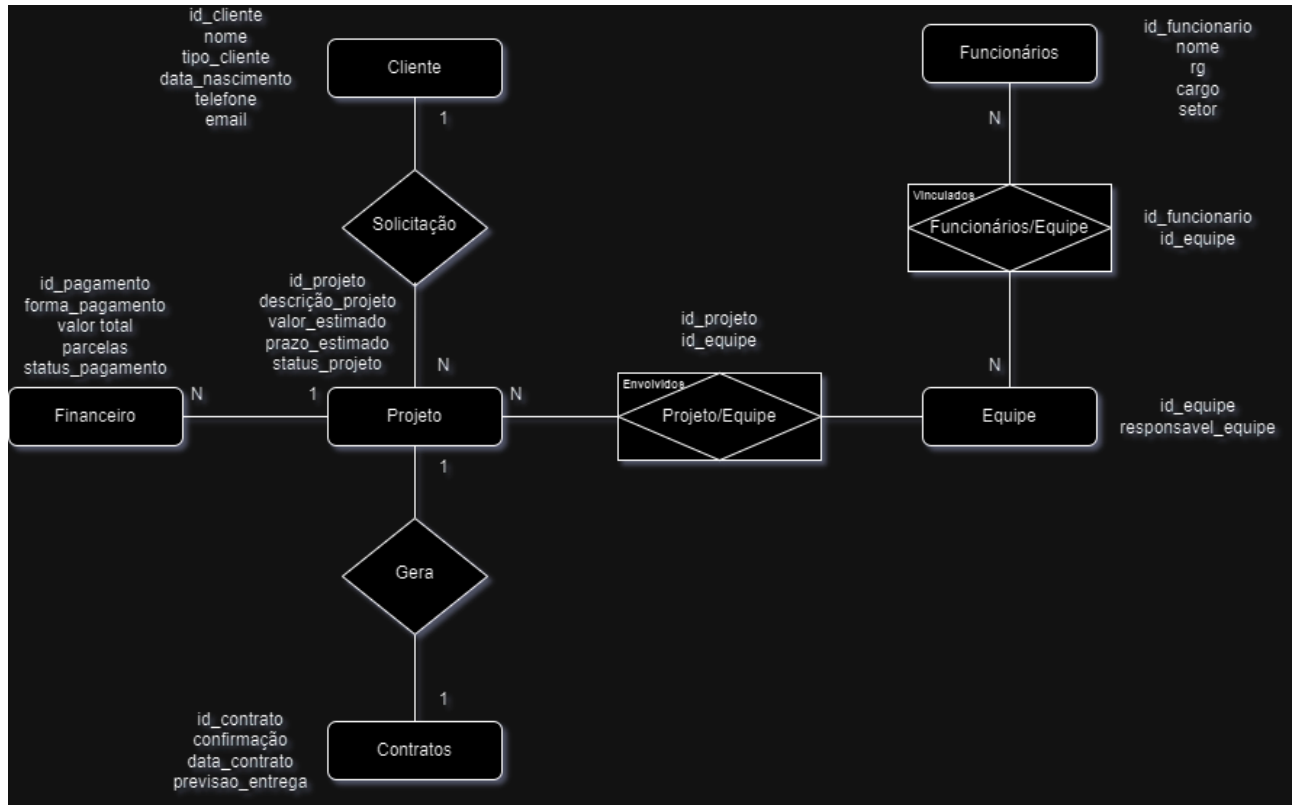 id_cliente
nome
tipo_cliente
data_nascimento
telefone
email
Cliente
1
Funcionários
id_funcionario
nome
rg
cargo
setor
N
Solicitação
Vinculados
Funcionários/Equipe
id_funcionario
id_equipe
id_pagamento
forma_pagamento
valor total
parcelas
status_pagamento
id_projeto
descrição_projeto
valor_estimado
prazo_estimado
status_projeto
N
id_projeto
id_equipe
N
Financeiro
N
1
Projeto
N
Envolvidos
Projeto/Equipe
Equipe
id_equipe
responsavel_equipe
1
Gera
1
id_contrato
confirmação
data_contrato
previsao_entrega
Contratos